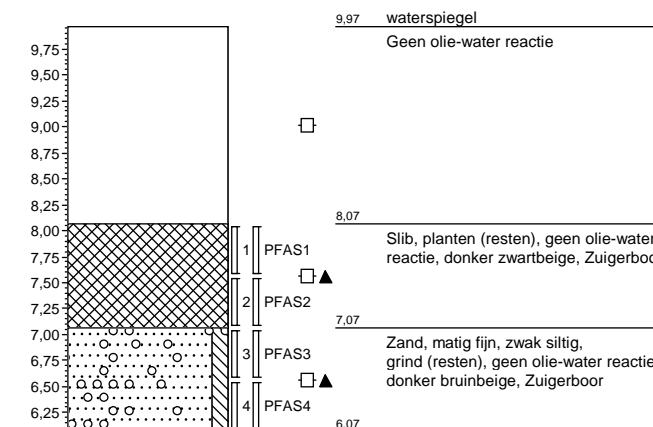 9,97 waterspiegel
Geen olie-water reactie
9,75
9,50
9,25
9,00
8,75
8,50
8,25
8,07
8,00
Slib, planten (resten), geen olie-water
reactie, donker zwartbeige, Zuigerboo
7,75
1 PFAS1
7,50
7,25
2 PFAS2
7,07
7,00
Zand, matig fijn, zwak siltig,
grind (resten), geen olie-water reactie
donker bruinbeige, Zuigerboor
6,75
3 PFAS3
6,50
6,25
4 PFAS4
6,07